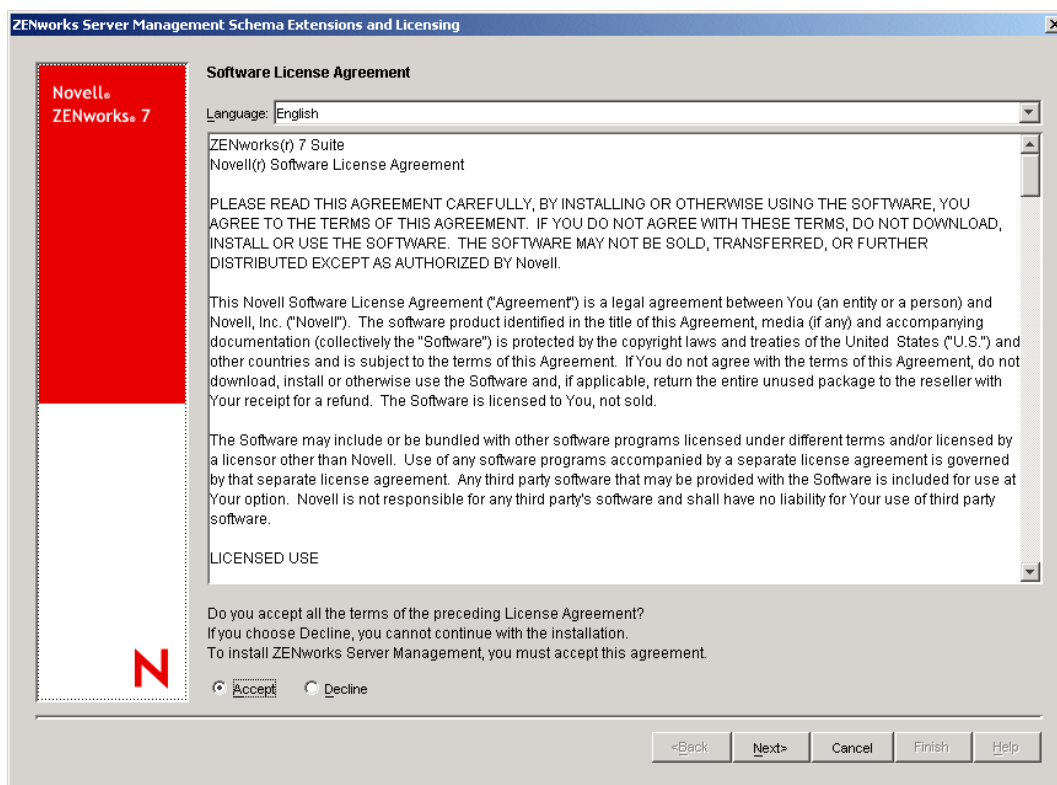 ZENworks Server Management Schema Extensions and Licensing
Novell®
ZENworks® 7
Software License Agreement
Language: English
ZENworks(r) 7 Suite
Novell(r) Software License Agreement
PLEASE READ THIS AGREEMENT CAREFULLY, BY INSTALLING OR OTHERWISE USING THE SOFTWARE, YOU
AGREE TO THE TERMS OF THIS AGREEMENT.  IF YOU DO NOT AGREE WITH THESE TERMS, DO NOT DOWNLOAD,
INSTALL OR USE THE SOFTWARE.  THE SOFTWARE MAY NOT BE SOLD, TRANSFERRED, OR FURTHER
DISTRIBUTED EXCEPT AS AUTHORIZED BY Novell.
This Novell Software License Agreement ("Agreement") is a legal agreement between You (an entity or a person) and
Novell, Inc. ("Novell").  The software product identified in the title of this Agreement, media (if any) and accompanying
documentation (collectively the "Software") is protected by the copyright laws and treaties of the United  States ("U.S.") and
other countries and is subject to the terms of this Agreement.  If You do not agree with the terms of this Agreement, do not
download, install or otherwise use the Software and, if applicable, return the entire unused package to the reseller with
Your receipt for a refund.  The Software is licensed to You, not sold.
The Software may include or be bundled with other software programs licensed under different terms and/or licensed by
a licensor other than Novell.  Use of any software programs accompanied by a separate license agreement is governed
by that separate license agreement.  Any third party software that may be provided with the Software is included for use at
Your option.  Novell is not responsible for any third party's software and shall have no liability for Your use of third party
software.
LICENSED USE
Do you accept all the terms of the preceding License Agreement?
If you choose Decline, you cannot continue with the installation.
To install ZENworks Server Management, you must accept this agreement.
N
Accept Decline
<Back Next> Cancel Finish Help